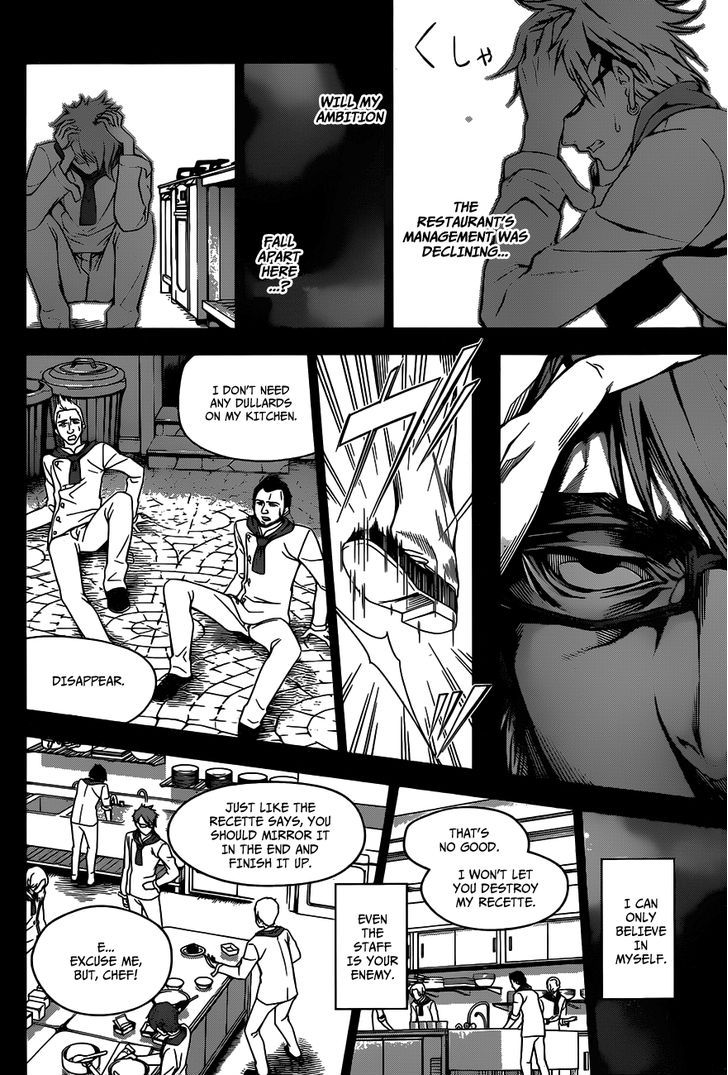 くしゃ
THE
RESTAURANT'S
MANAGEMENT WAS
DECLINING...
WILL MY
AMBITION
FALL
APART
HERE
...?
I DON'T NEED
ANY DULLARDS
ON MY KITCHEN.
DISAPPEAR.
I CAN
ONLY
BELIEVE
IN
MYSELF.
THAT'S
NO GOOD.
I WON'T LET
YOU DESTROY
MY RECETTE.
EVEN
THE
STAFF
IS YOUR
ENEMY.
JUST LIKE THE
RECETTE SAYS, YOU
SHOULD MIRROR IT
IN THE END AND
FINISH IT UP.
E...
EXCUSE ME,
BUT, CHEF!